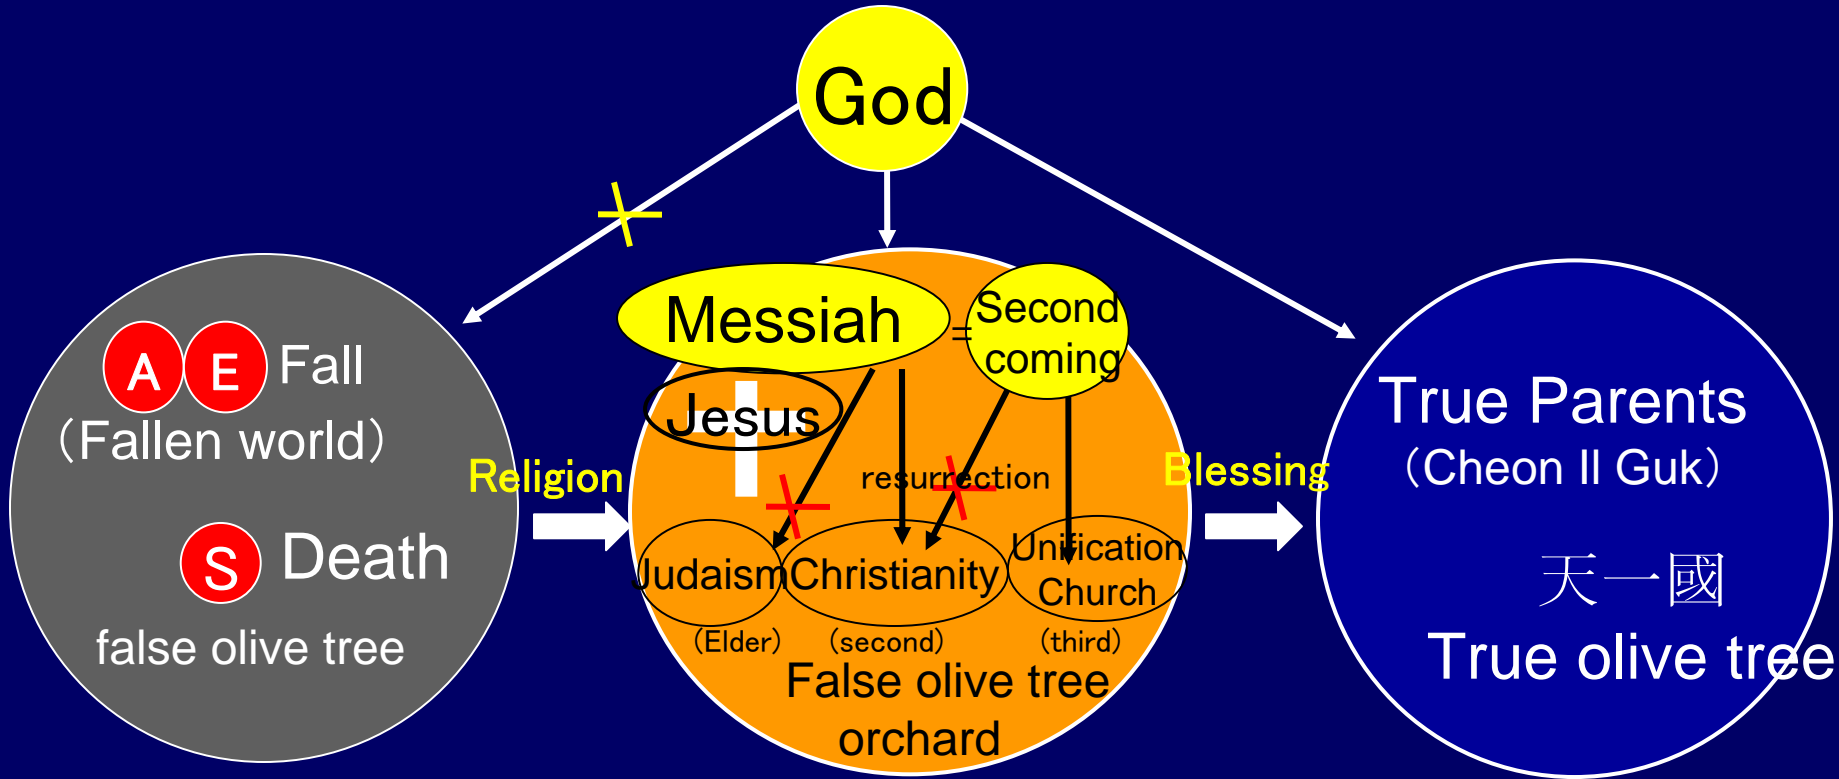 God
A E Fall
（Fallen world）
S Death
false olive tree
Religion
Messiah
=
Second
coming
Jesus
resurrection
Judaism
Christianity
Unification
Church
（Elder）
（second）
（third）
False olive tree
orchard
Blessing
True Parents
（Cheon Il Guk）
天一國
True olive tree